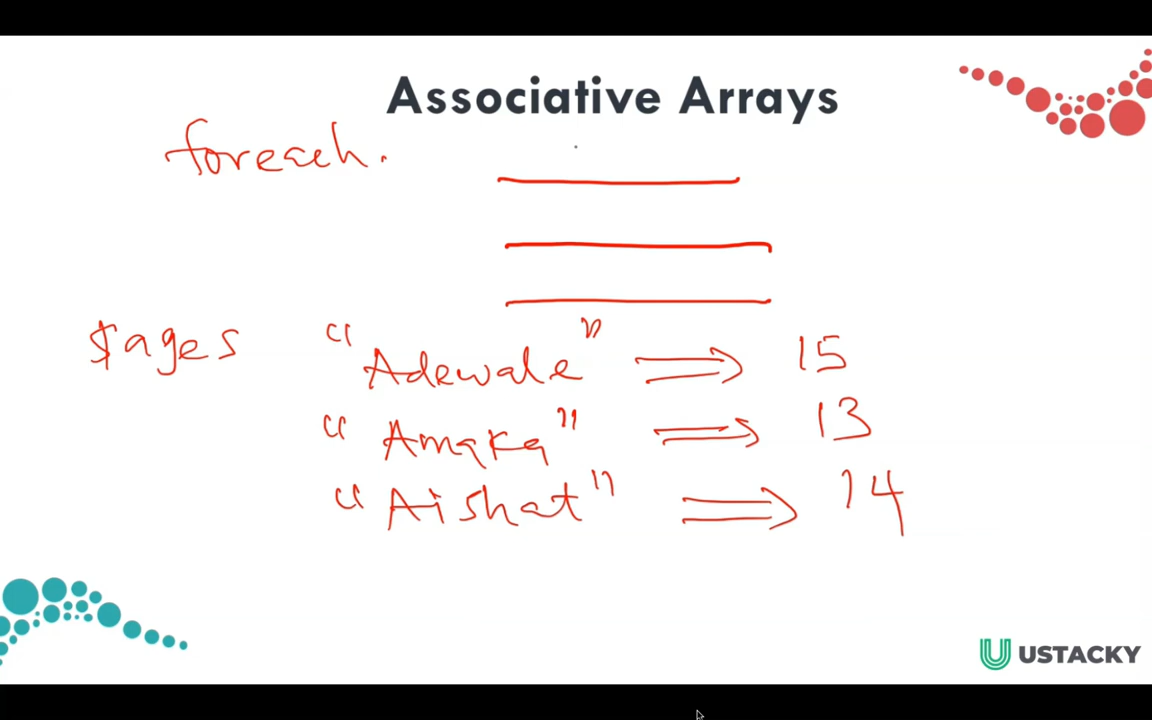 Associative Arrays
foreach.
$ages "Adewale" => 15
"Amaka" => 13
"Aishat" => 14
USTACKY